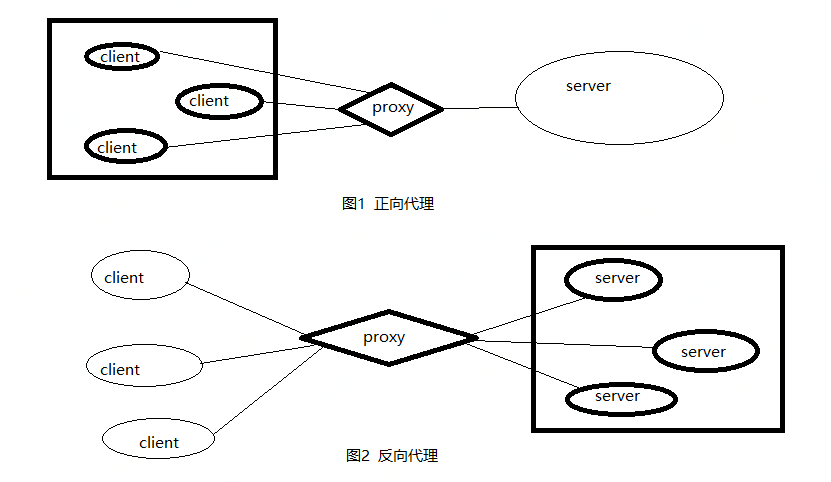 client
client
client
proxy
server
图1 正向代理
client
client
client
proxy
server
server
server
图2 反向代理